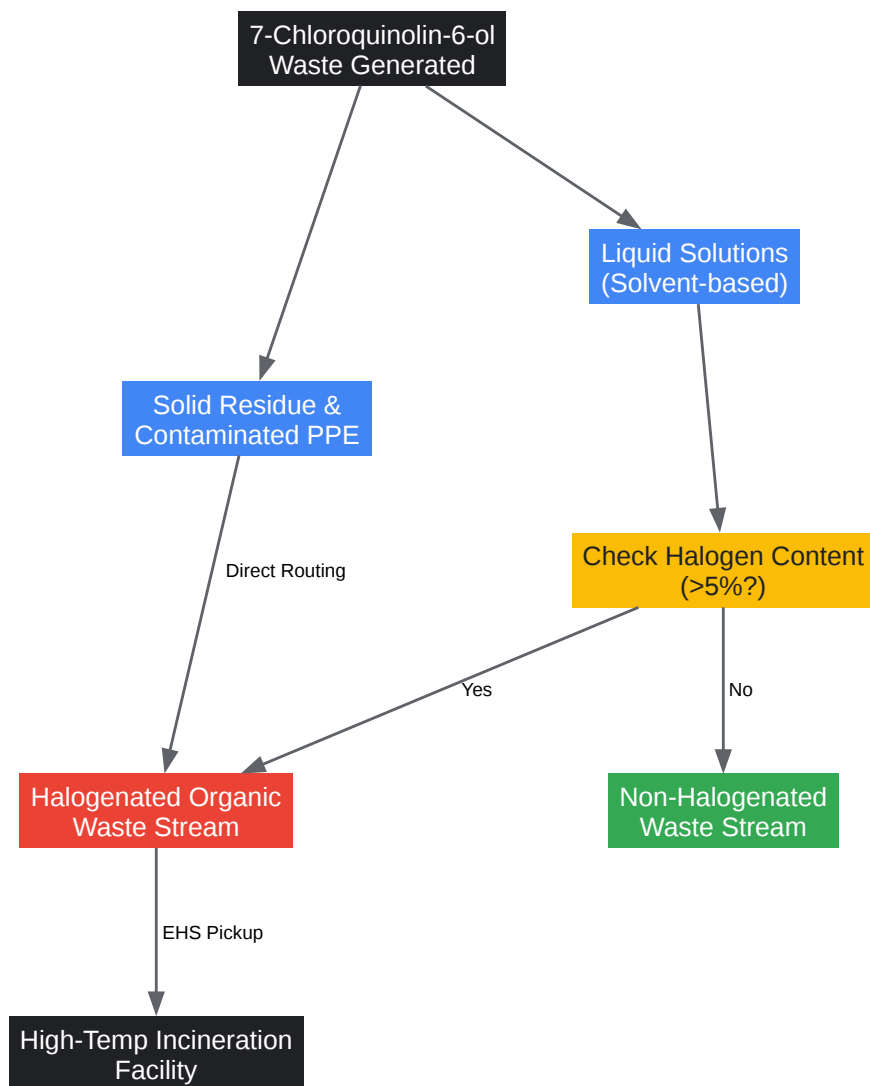 7-Chloroquinolin-6-ol
Waste Generated
Liquid Solutions
(Solvent-based)
Solid Residue &
Contaminated PPE
Check Halogen Content
(>5%?)
Direct Routing
Yes
No
Halogenated Organic
Waste Stream
Non-Halogenated
Waste Stream
EHS Pickup
High-Temp Incineration
Facility